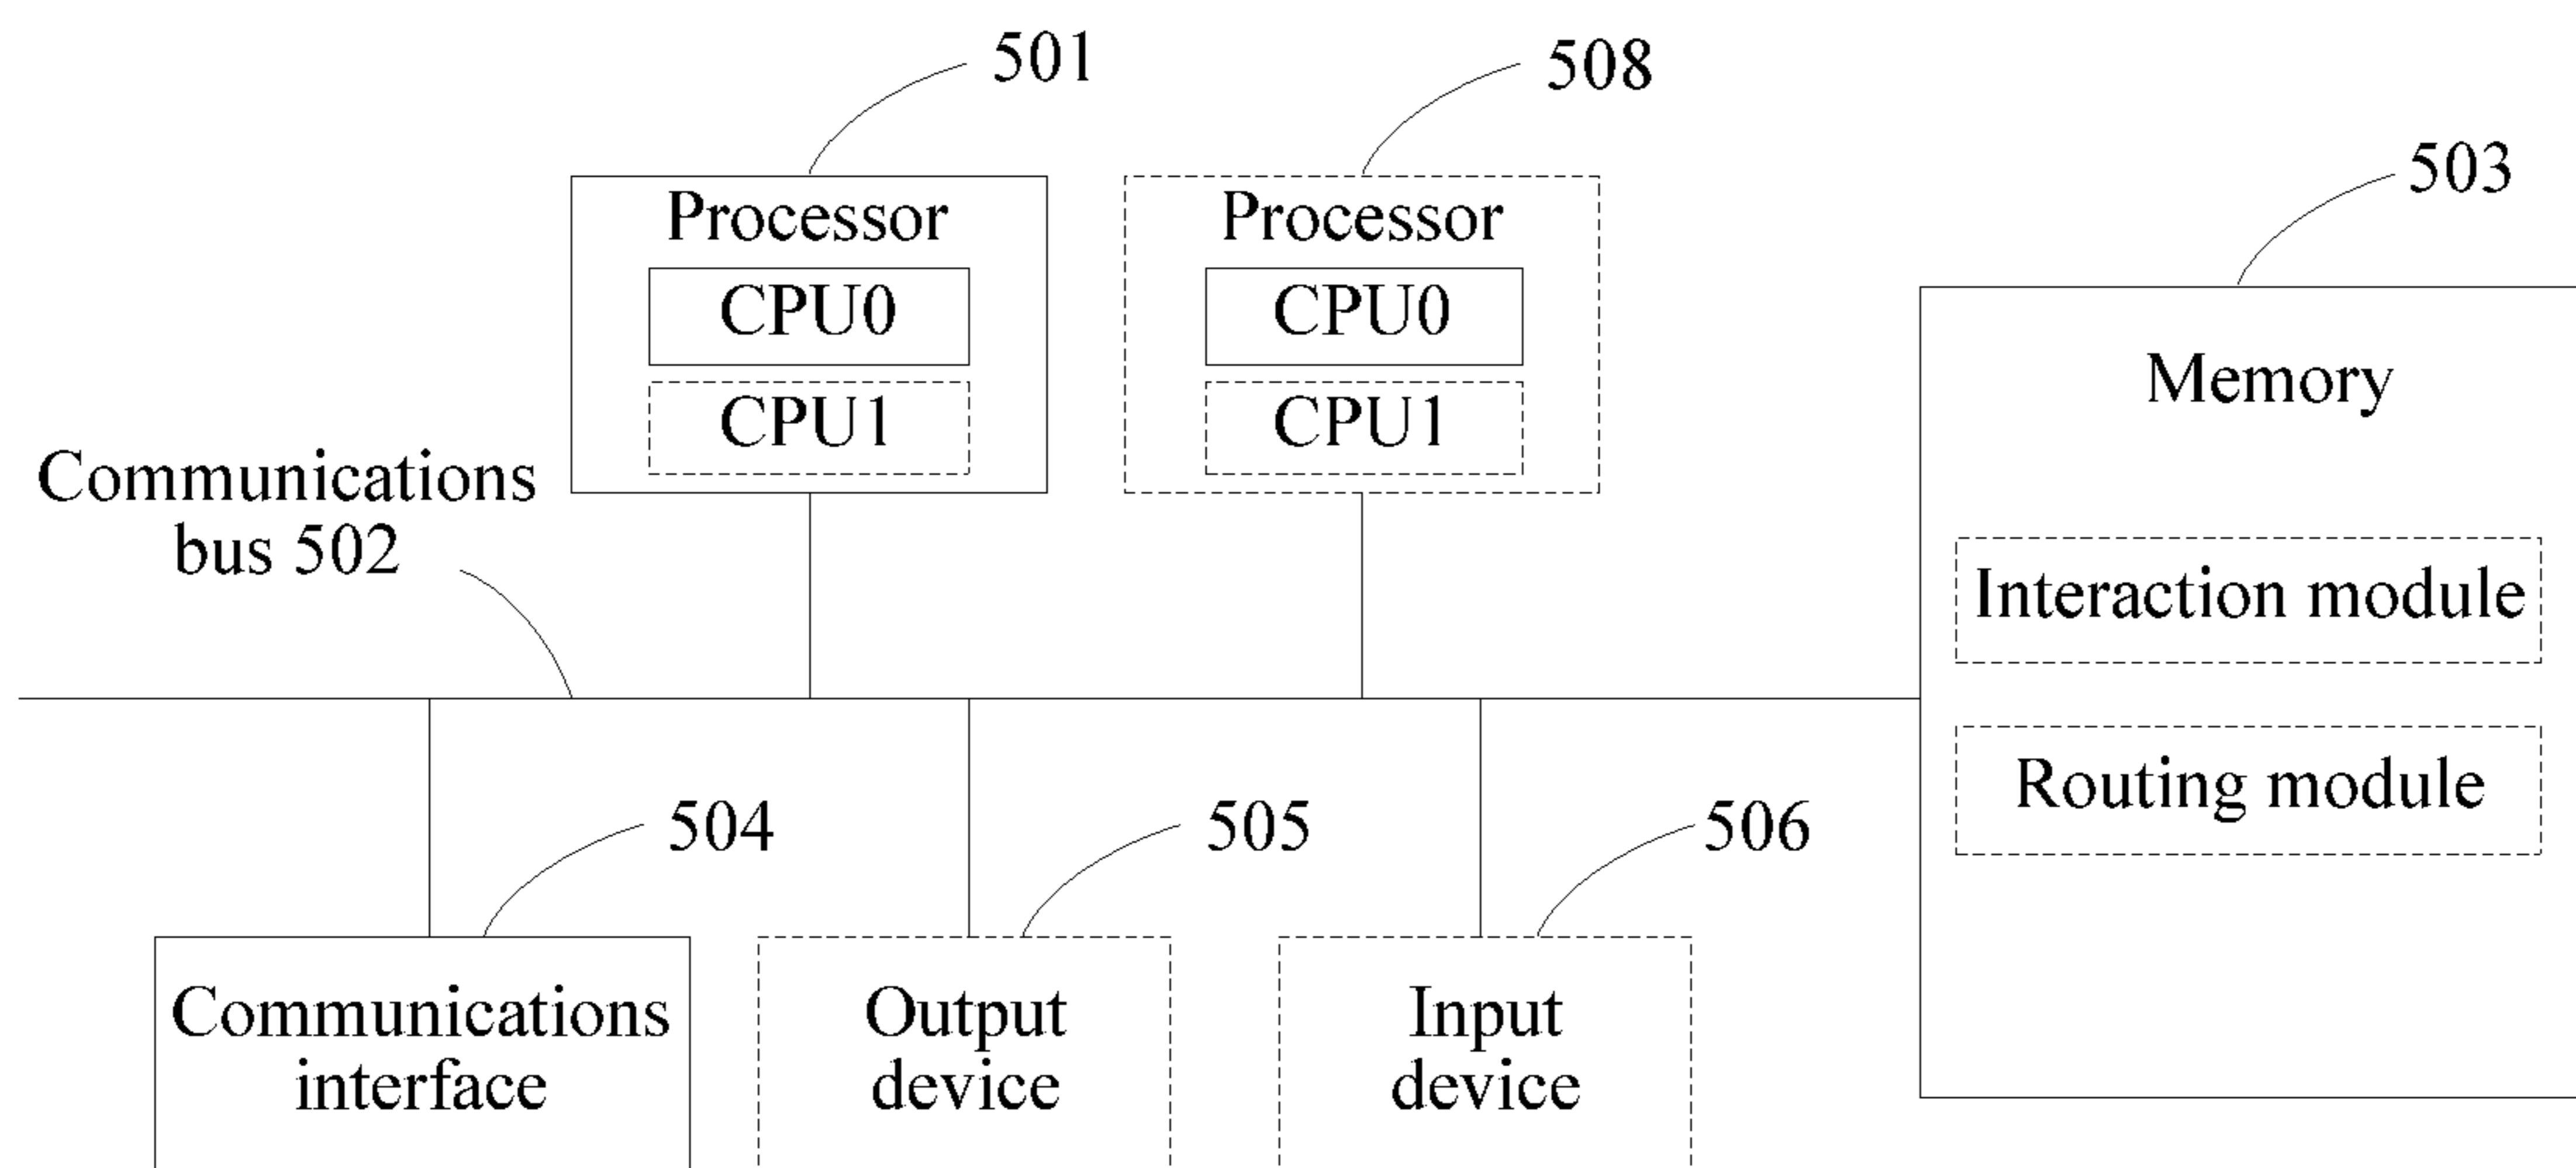 501
508
503
Processor
CPU0
CPU1
Processor
CPU0
CPU1
Memory
Interaction module
Routing module
Communications
bus 502
504
505
506
Communications
interface
Output
device
Input
device